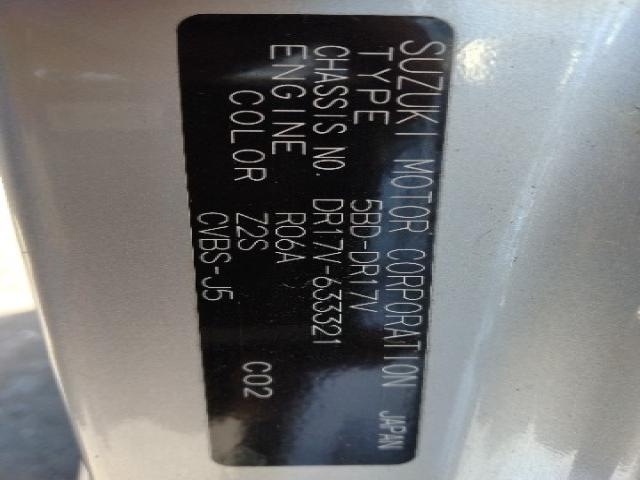 SUZUKI MOTOR CORPORATION JAPAN
TYPE 5BD-DR17V
CHASSIS NO. DR17V-633321
ENGINE R06A
COLOR Z2S C02
CVBS-J5